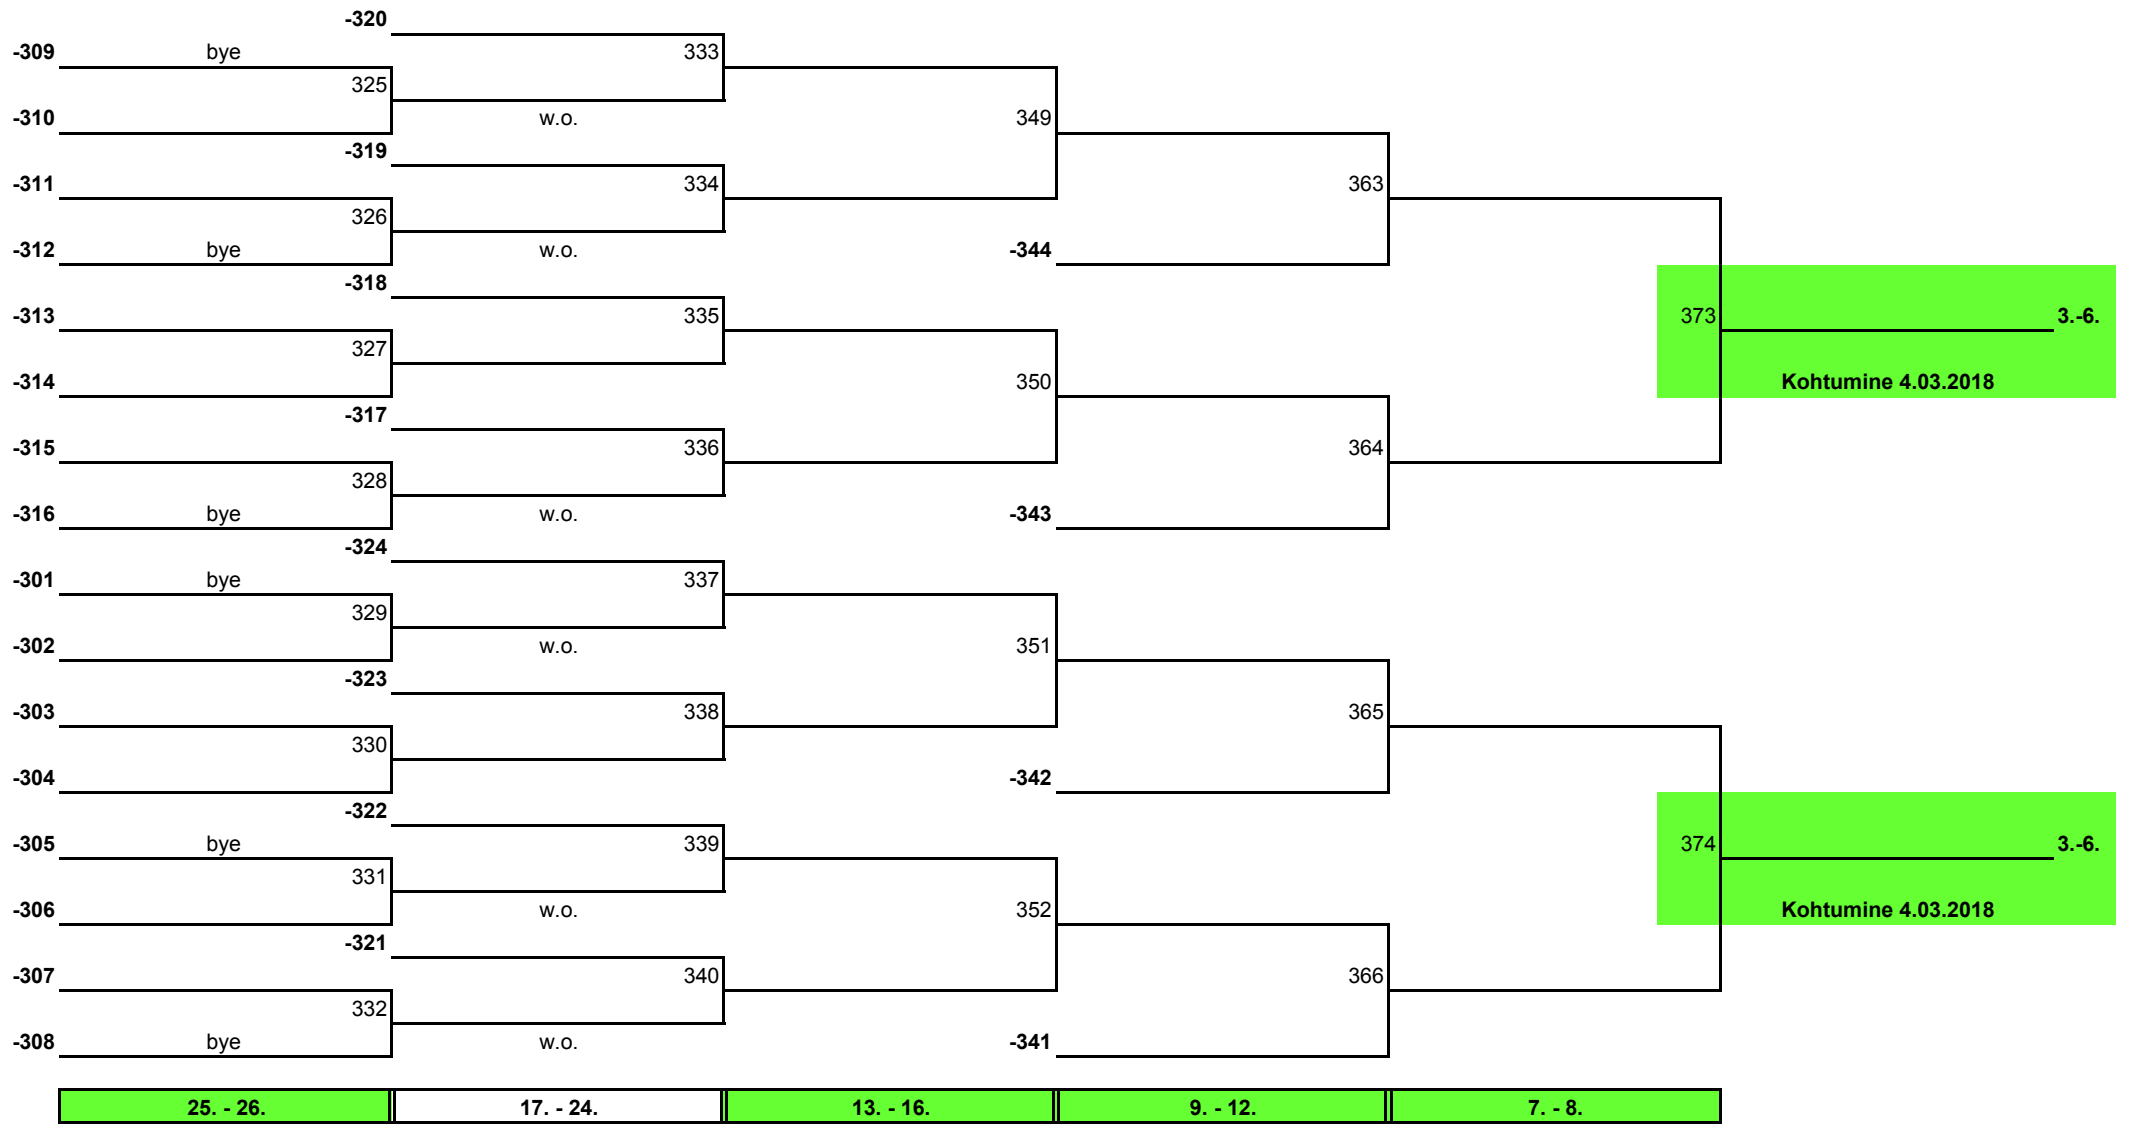 -320
-309 bye 333
325
-310 w.o. 349
-319
-311 334 363
326
-312 bye w.o. -344
-318
-313 335 373 3.-6.
327
-314 350 Kohtumine 4.03.2018
-317
-315 336 364
328
-316 bye w.o. -343
-324
-301 bye 337
329
-302 w.o. 351
-323
-303 338 365
330
-304 -342
-322
-305 bye 339 374 3.-6.
331
-306 w.o. 352 Kohtumine 4.03.2018
-321
-307 340 366
332
-308 bye w.o. -341
25. - 26. 17. - 24. 13. - 16. 9. - 12. 7. - 8.